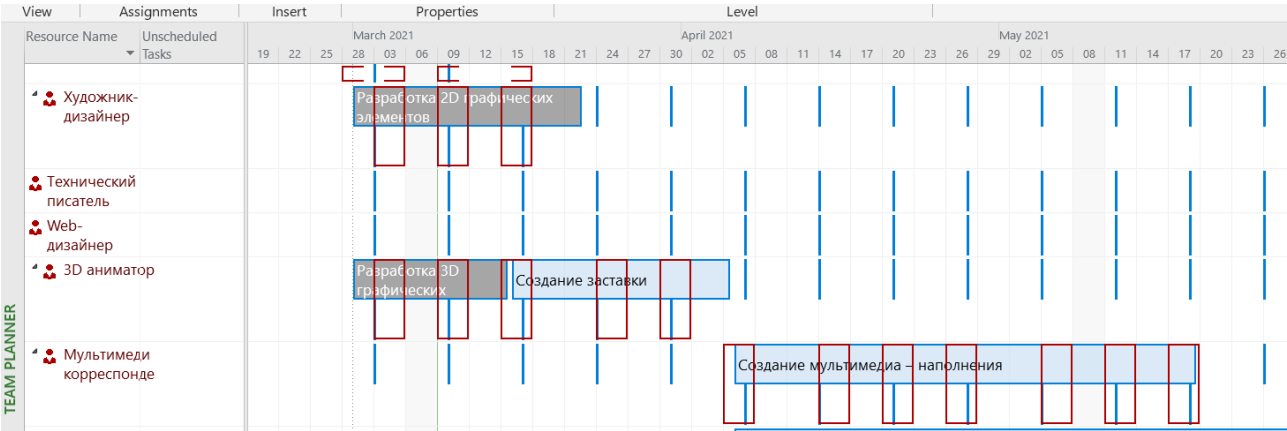 View Assignments Insert Properties Level
Resource Name Unscheduled Tasks
March 2021 April 2021 May 2021
19 22 25 28 03 06 09 12 15 18 21 24 27 30 02 05 08 11 14 17 20 23 26 29 02 05 08 11 14 17 20 23 26
Художник-
дизайнер
Разработка 2D графических
элементов
Технический
писатель
Web-
дизайнер
3D аниматор
Разработка 3D
графических
Создание заставки
Мультимеди
корреспонде
Создание мультимедиа – наполнения
TEAM PLANNER